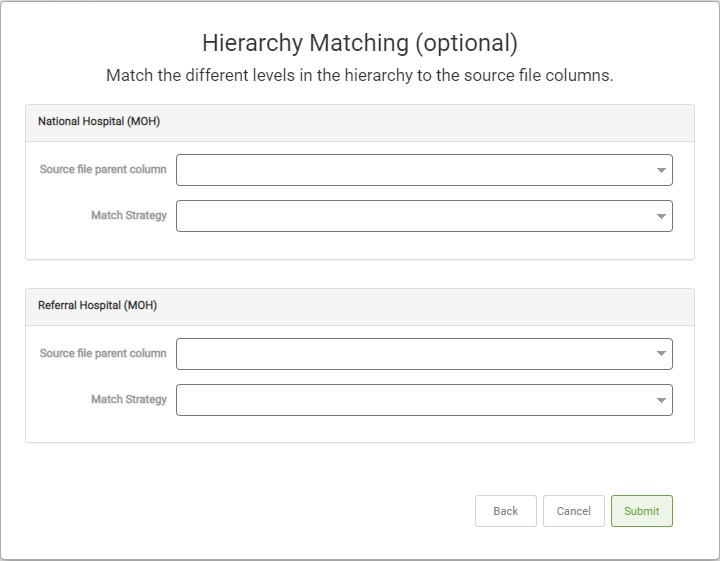 Hierarchy Matching (optional)
Match the different levels in the hierarchy to the source file columns.
National Hospital (MOH)
Source file parent column
Match Strategy
Referral Hospital (MOH)
Source file parent column
Match Strategy
Back Cancel Submit